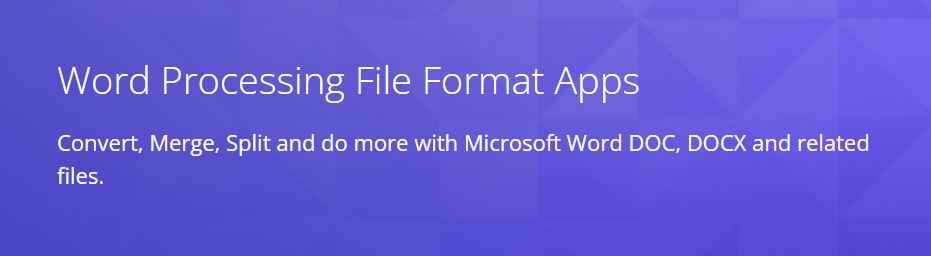 Word Processing File Format Apps
Convert, Merge, Split and do more with Microsoft Word DOC, DOCX and related
files.